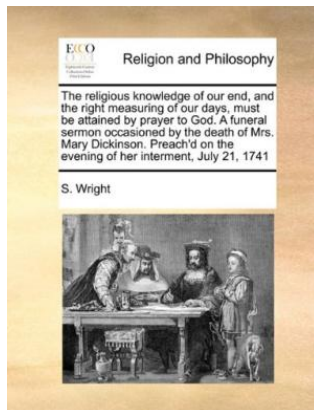 ECCO
Religion and Philosophy
The religious knowledge of our end, and
the right measuring of our days, must
be attained by prayer to God. A funeral
sermon occasioned by the death of Mrs.
Mary Dickinson. Preach'd on the
evening of her interment, July 21, 1741
S. Wright